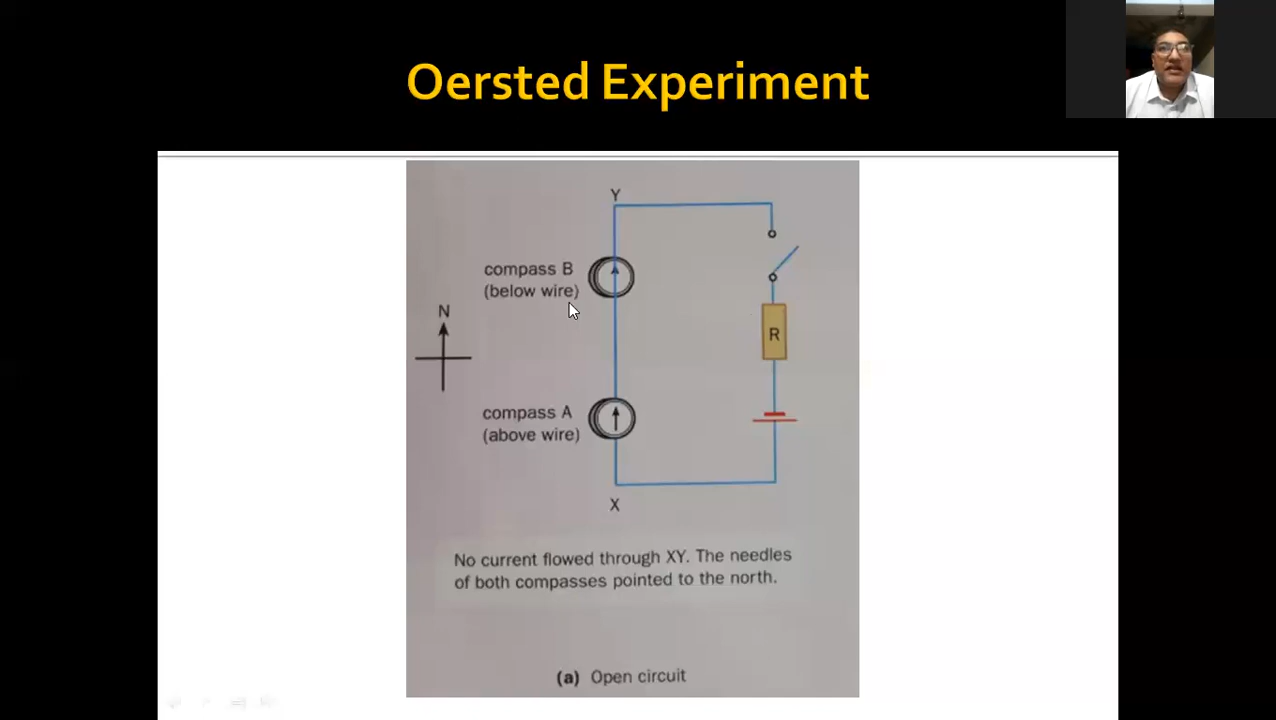 Oersted Experiment
Y
compass B
(below wire)
N
R
compass A
(above wire)
X
No current flowed through XY. The needles
of both compasses pointed to the north.
(a) Open circuit